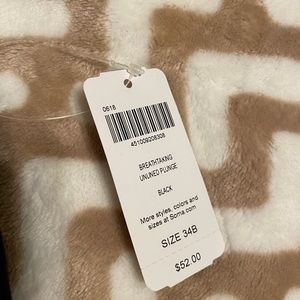 0618
451009208308
BREATHTAKING
UNLINED PLUNGE
BLACK
More styles, colors and
sizes at Soma.com
SIZE 34B
$52.00